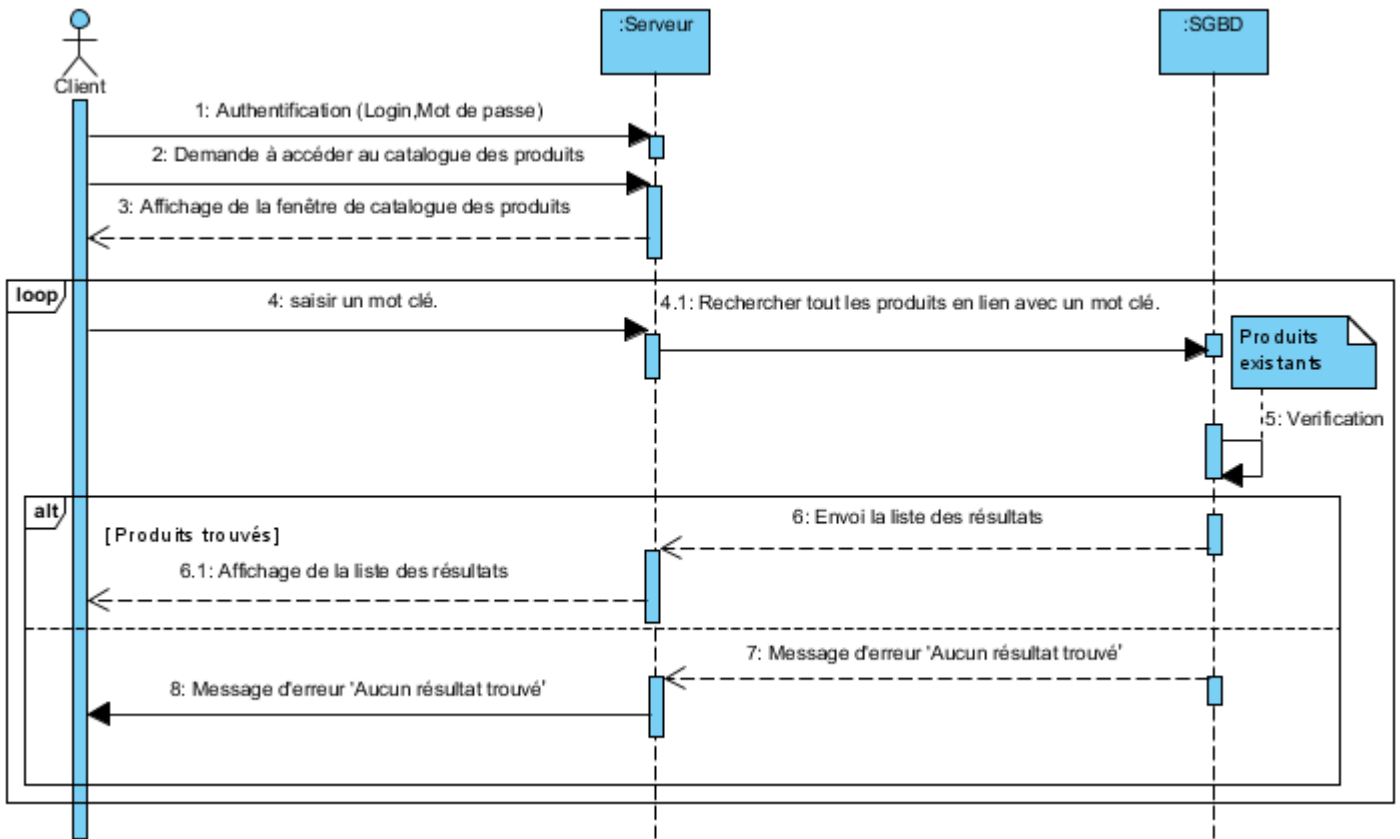 :Serveur
:SGBD
Client
1: Authentification (Login,Mot de passe)
2: Demande à accéder au catalogue des produits
3: Affichage de la fenêtre de catalogue des produits
loop
4: saisir un mot clé.
4.1: Rechercher tout les produits en lien avec un mot clé.
Produits
existants
5: Verification
alt
[Produits trouvés]
6: Envoi la liste des résultats
6.1: Affichage de la liste des résultats
7: Message d'erreur 'Aucun résultat trouvé'
8: Message d'erreur 'Aucun résultat trouvé'